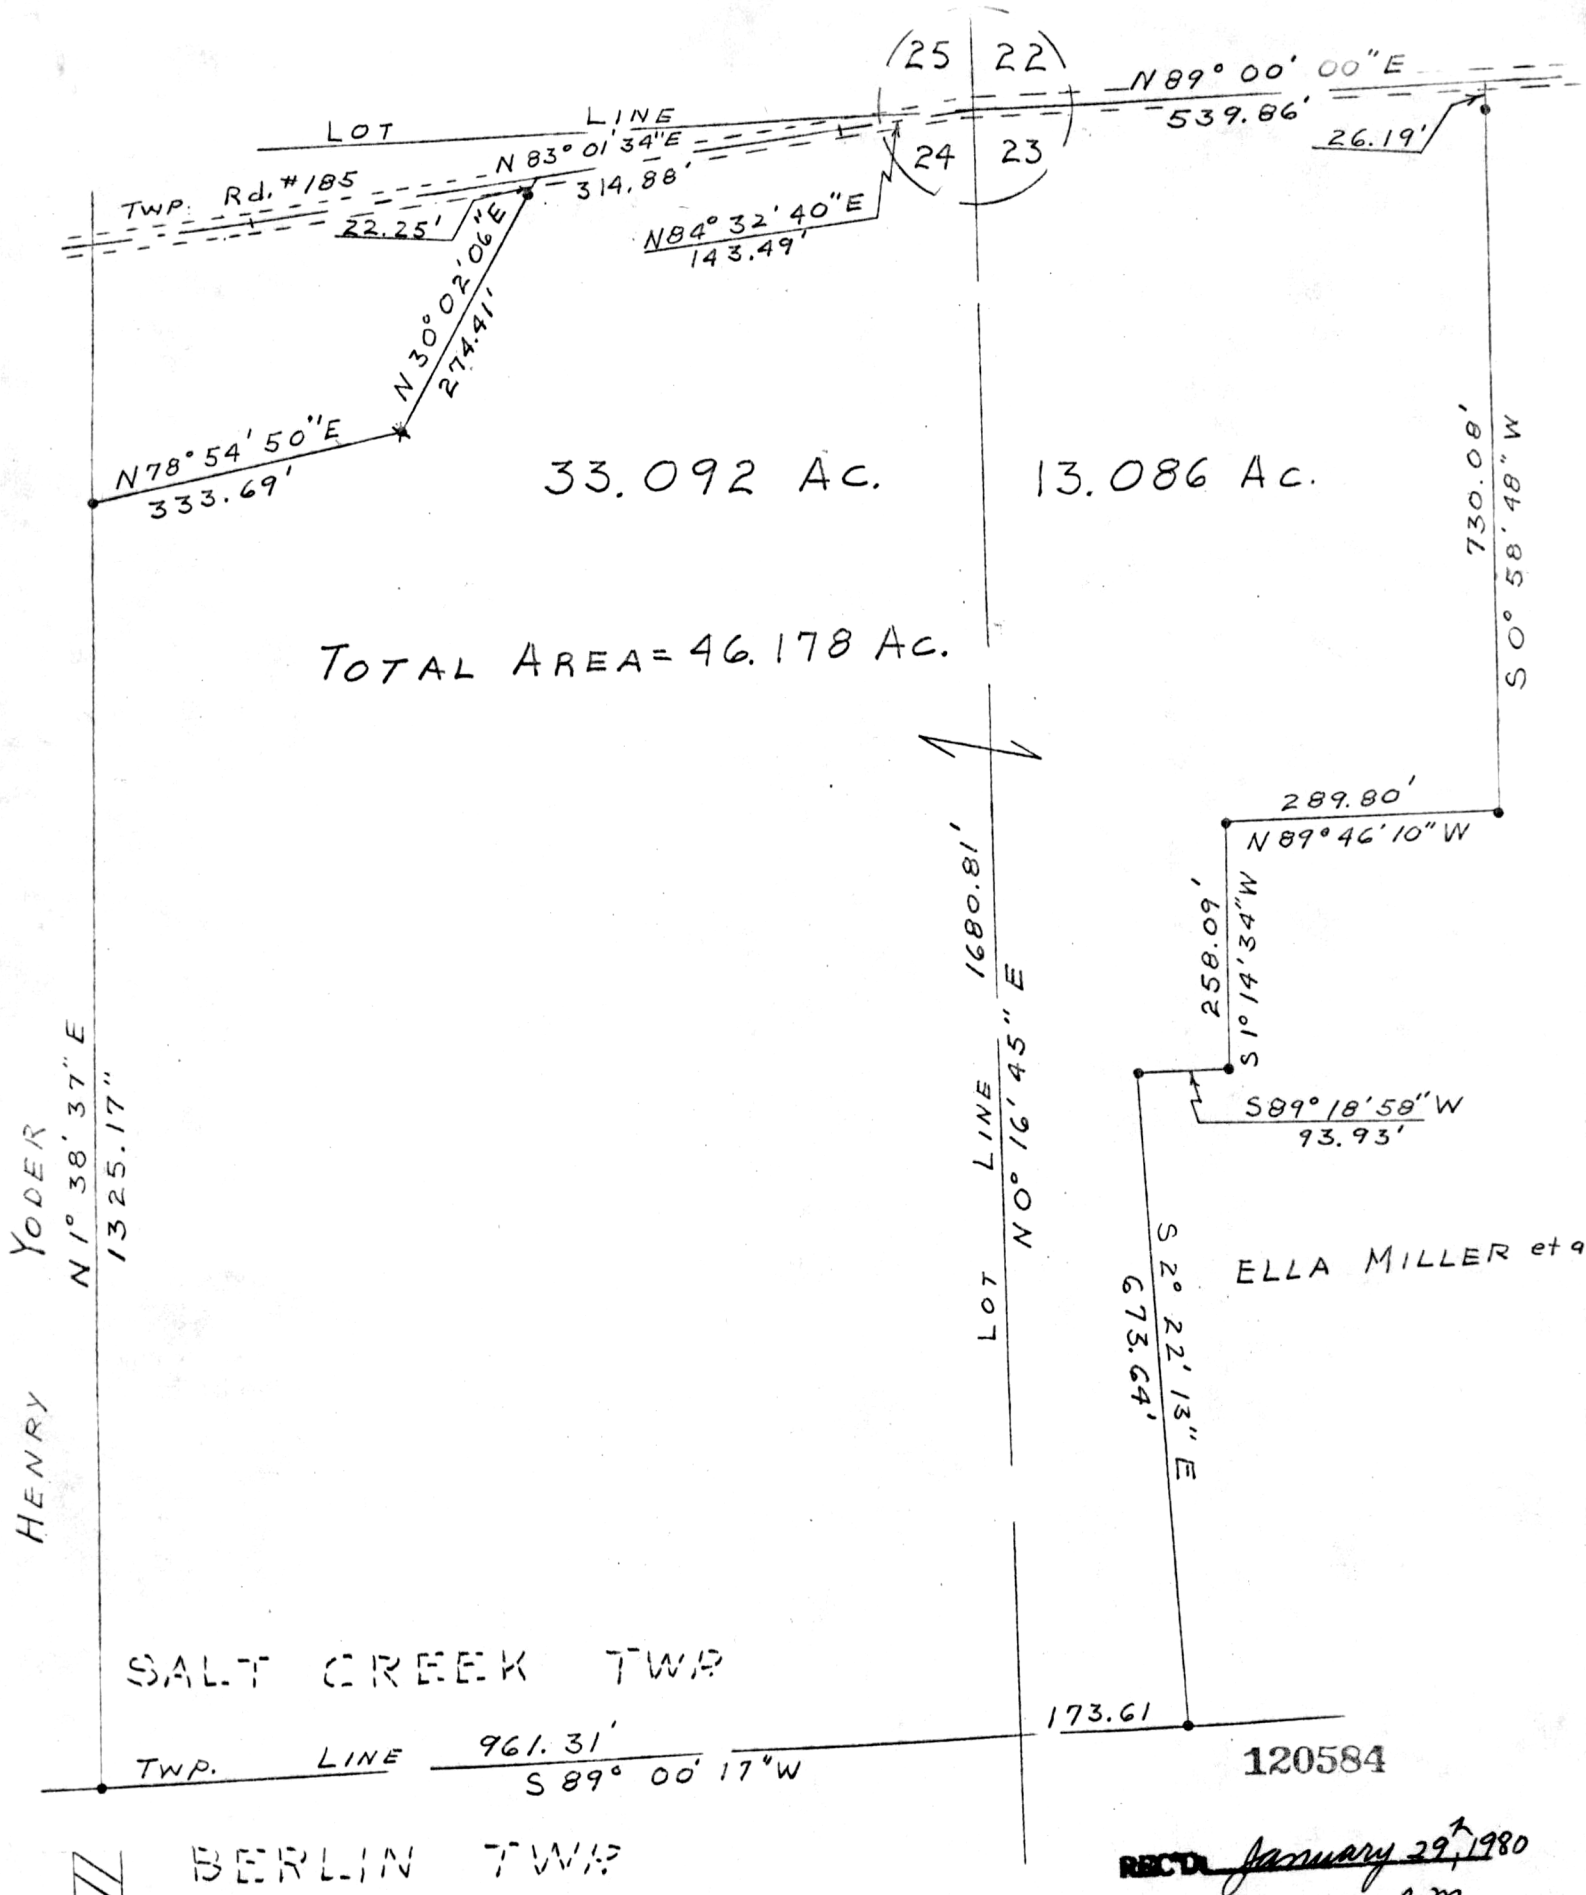 25 22
24 23
N 89° 00' 00" E
539.86'
26.19'
LOT LINE
N 83° 01' 34" E
314.88'
TWP. Rd. #185
22.25'
N84° 32' 40" E
143.49'
N 30° 02' 06" E
274.41'
N78° 54' 50" E
333.69'
33.092 Ac.
13.086 Ac.
730.08'
S 0° 58' 48" W
TOTAL AREA = 46.178 Ac.
289.80'
N 89° 46' 10" W
258.09'
S 1° 14' 34" W
S 89° 18' 58" W
93.93'
LOT LINE 1680.81'
N 0° 16' 45" E
HENRY YODER
N 1° 38' 37" E
1325.17"
S 2° 22' 13" E
673.64'
ELLA MILLER et a
SALT CREEK TWP.
TWP. LINE
961.31'
S 89° 00' 17" W
173.61
120584
BERLIN TWP.
REC'D. January 29, 1980